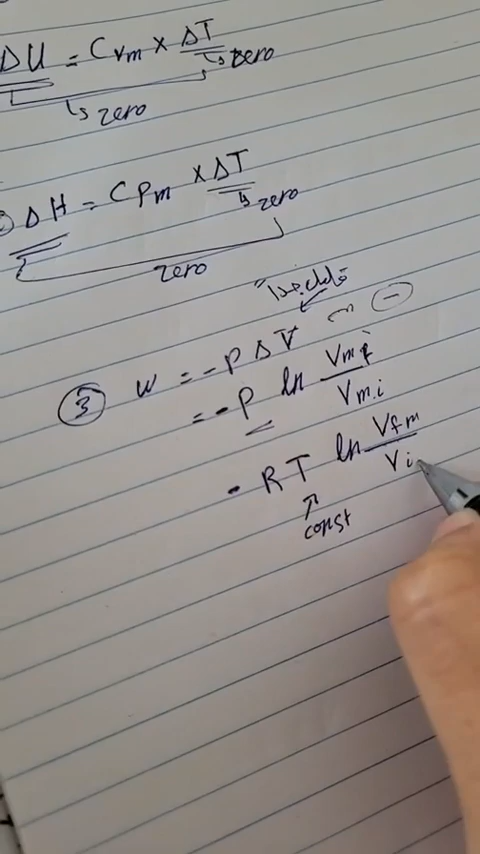 ΔU = Cvm × ΔT
↳ zero
↳ zero
ΔH = CPm × ΔT
↳ zero
zero
③ W = -P ΔV ⊖
= -P ln Vmf / Vm.i
- RT ln Vfm / Vi
↑
const